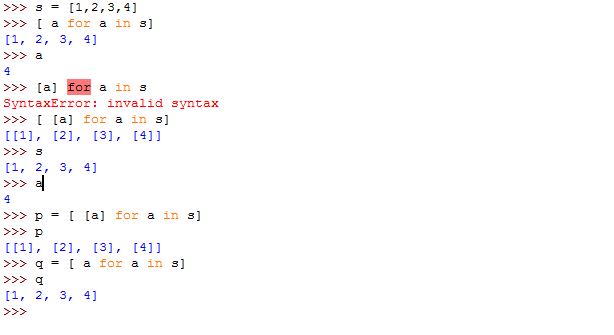 >>> s = [1,2,3,4]
>>> [ a for a in s]
[1, 2, 3, 4]
>>> a
4
>>> [a] for a in s
SyntaxError: invalid syntax
>>> [ [a] for a in s]
[[1], [2], [3], [4]]
>>> s
[1, 2, 3, 4]
>>> a
4
>>> p = [ [a] for a in s]
>>> p
[[1], [2], [3], [4]]
>>> q = [ a for a in s]
>>> q
[1, 2, 3, 4]
>>>